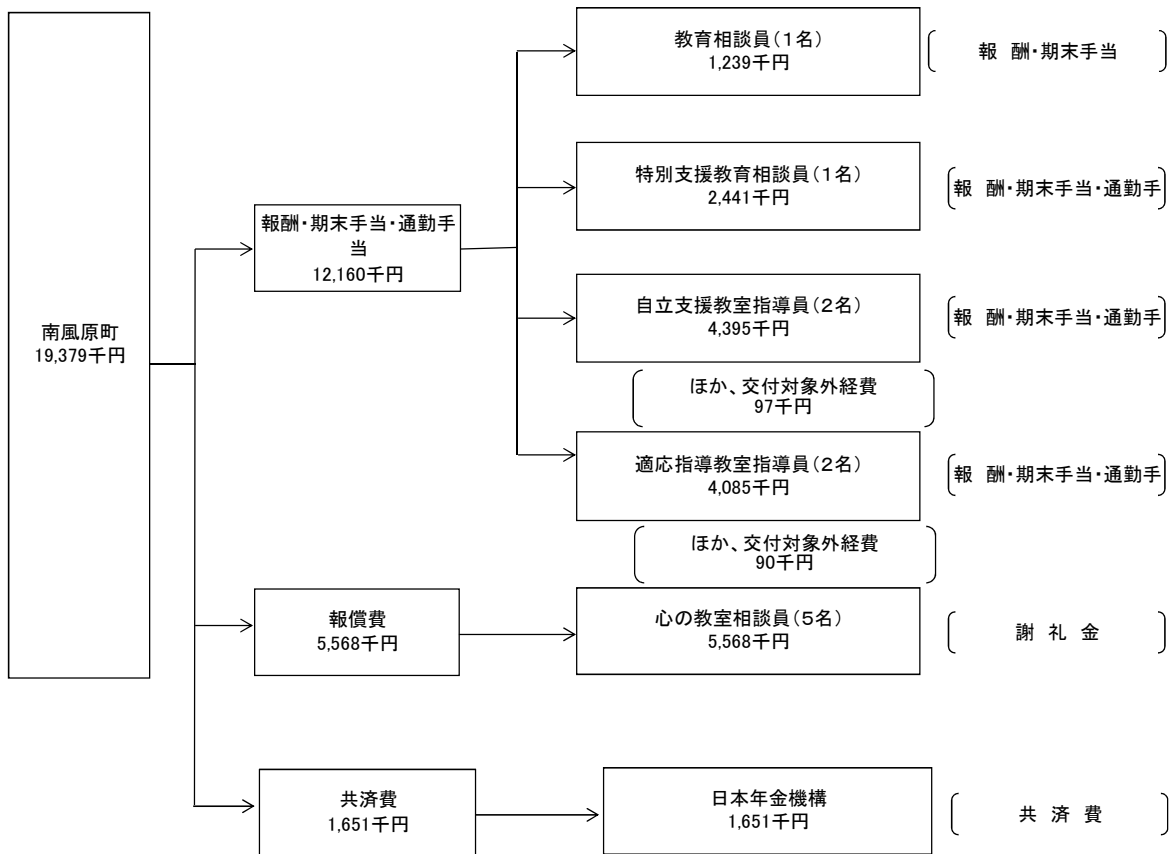 教育相談員（１名）
1,239千円
報 酬・期末手当
特別支援教育相談員（１名）
2,441千円
報 酬・期末手当・通勤手
報酬・期末手当・通勤手
当
12,160千円
自立支援教室指導員（２名）
4,395千円
報 酬・期末手当・通勤手
南風原町
19,379千円
ほか、交付対象外経費
97千円
適応指導教室指導員（２名）
4,085千円
報 酬・期末手当・通勤手
ほか、交付対象外経費
90千円
報償費
5,568千円
心の教室相談員（５名）
5,568千円
謝 礼 金
共済費
1,651千円
日本年金機構
1,651千円
共 済 費